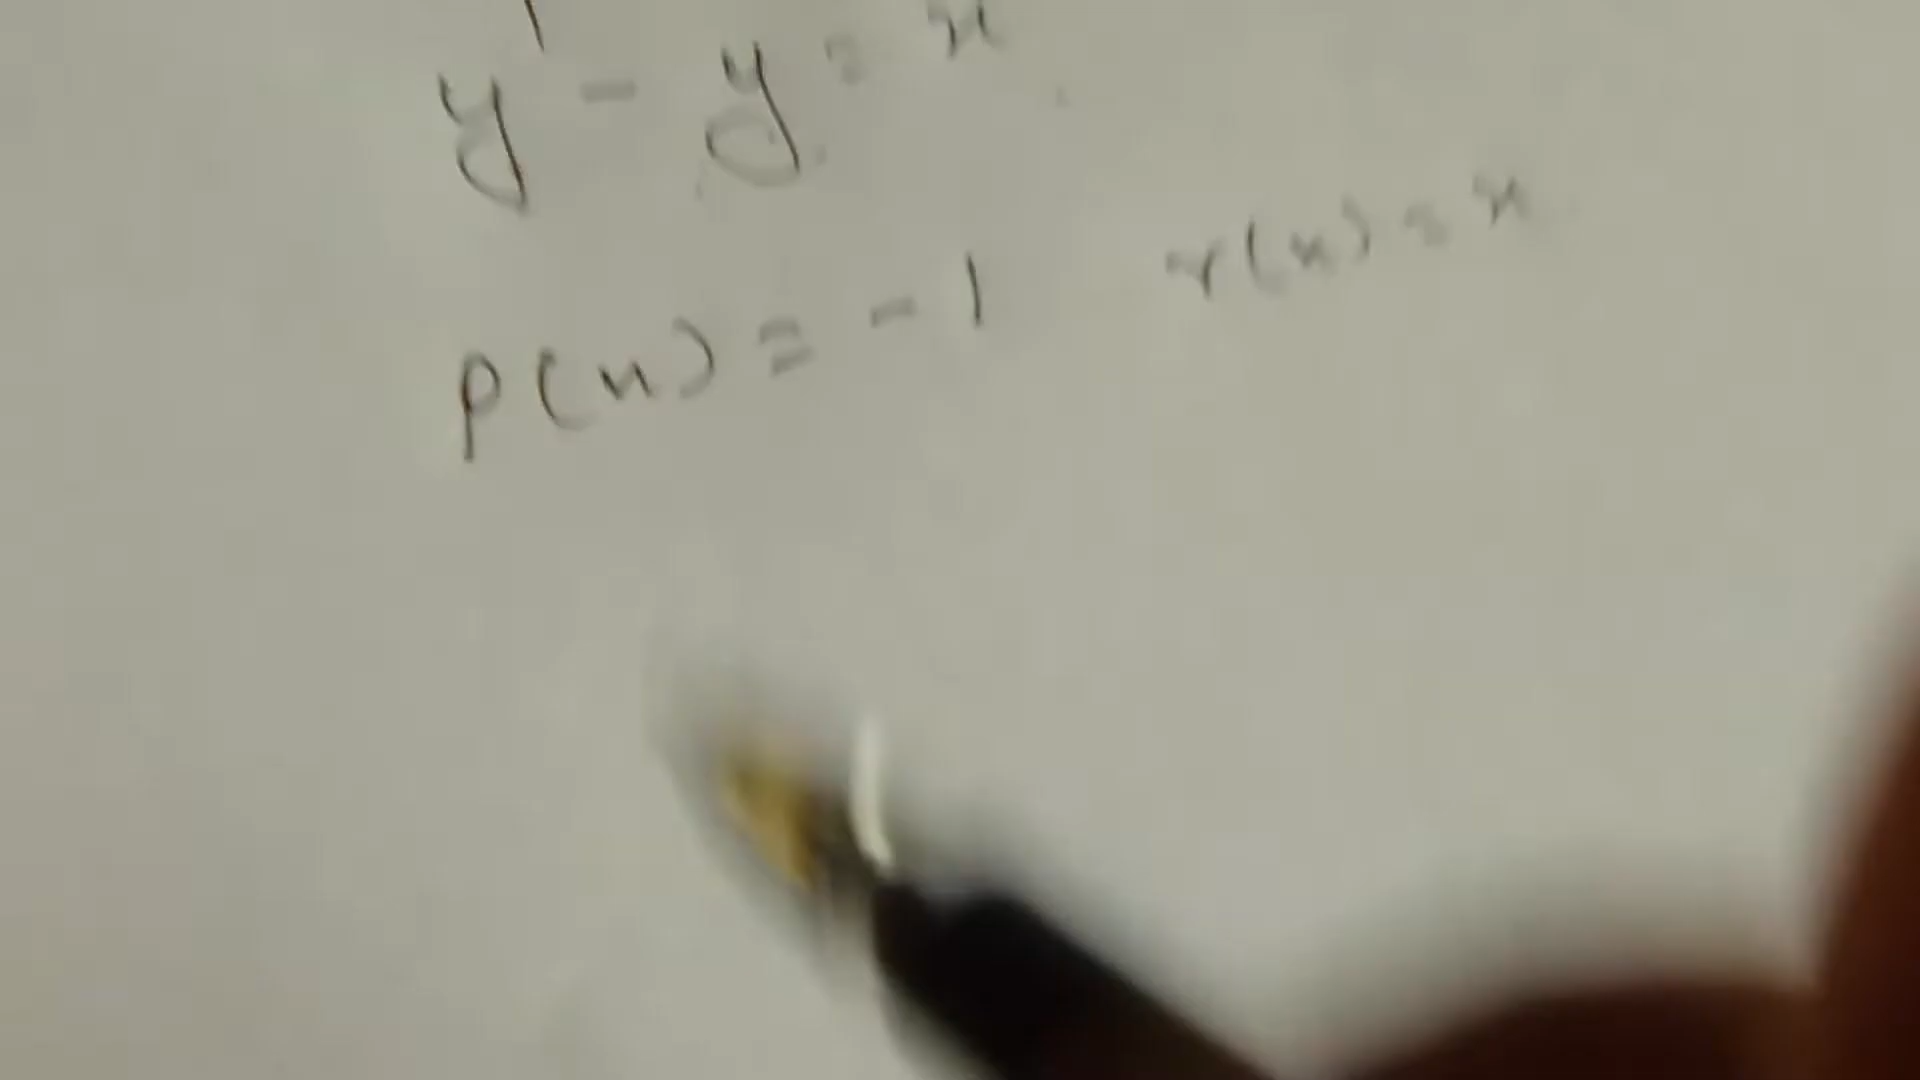 y' - y = x
p(x) = -1 r(x) = x